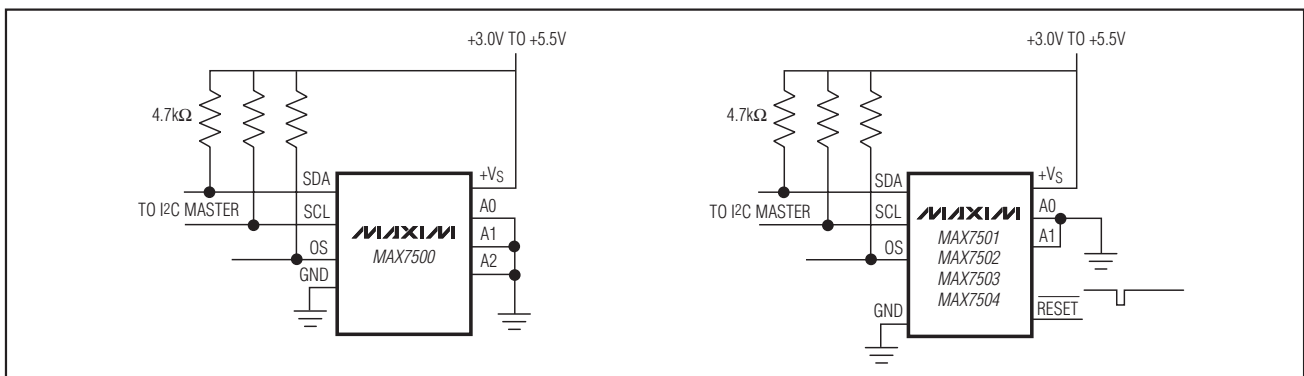 +3.0V TO +5.5V
4.7kΩ
SDA
+VS
TO I2C MASTER
SCL
A0
MAXIM
A1
OS
MAX7500
A2
GND
+3.0V TO +5.5V
4.7kΩ
SDA
+VS
TO I2C MASTER
SCL
MAXIM
A0
MAX7501
A1
OS
MAX7502
MAX7503
MAX7504
GND
RESET